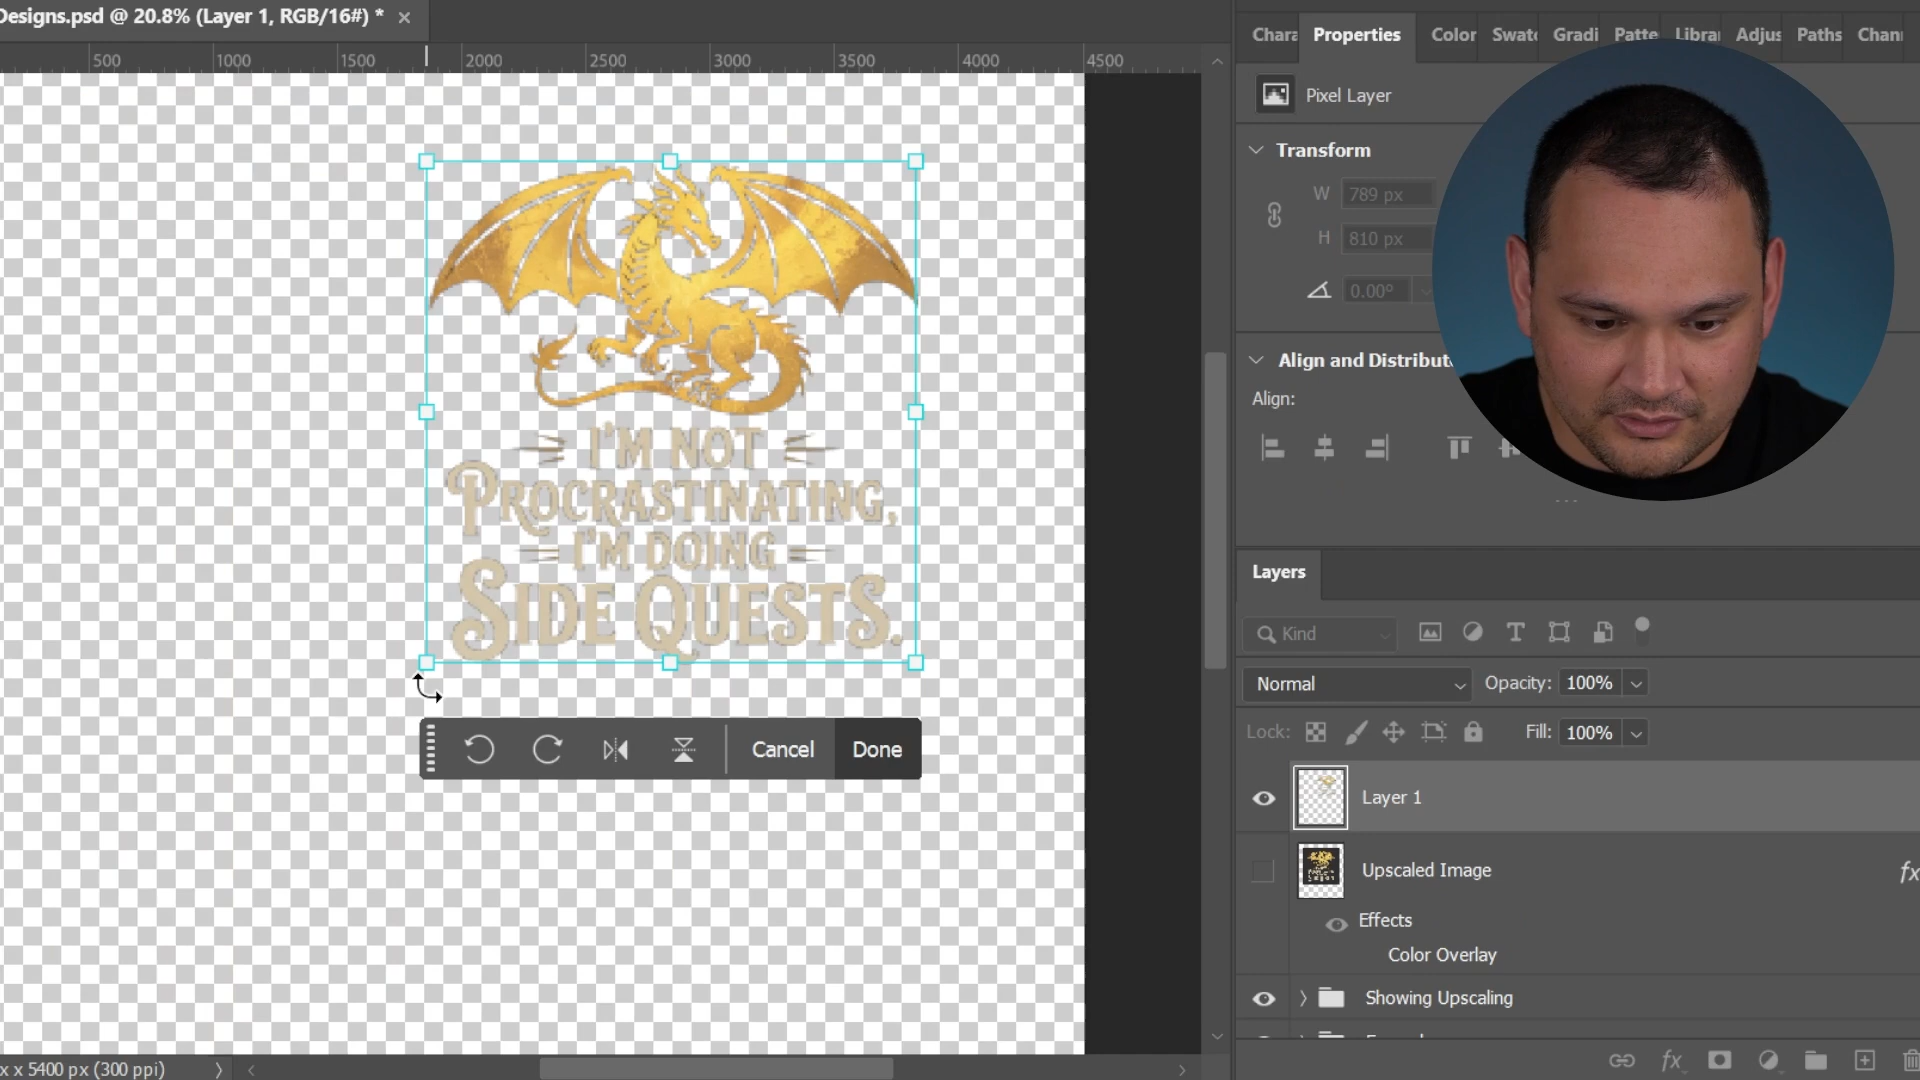 Designs.psd @ 20.8% (Layer 1, RGB/16#) *
500 1000 1500 2000 2500 3000 3500 4000 4500
Chara Properties Color Swatc Gradi Patte Librar Adjus Paths Chann
Pixel Layer
Transform
W 789 px
H 810 px
0.00°
Align and Distribut
Align:
I'M NOT
PROCRASTINATING,
I'M DOING
SIDE QUESTS.
Cancel Done
Layers
Kind
Normal Opacity: 100%
Lock: Fill: 100%
Layer 1
Upscaled Image fx
Effects
Color Overlay
Showing Upscaling
x x 5400 px (300 ppi)
fx